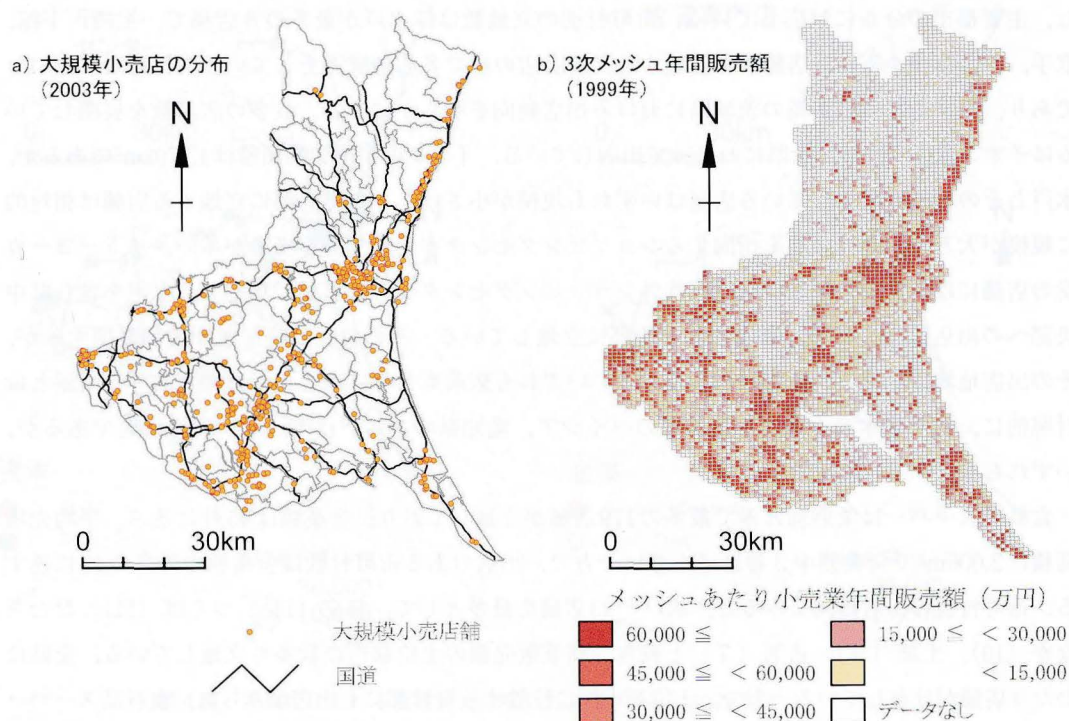 a) 大規模小売店の分布
(2003年)
N
0 30km
大規模小売店舗
国道
b) 3次メッシュ年間販売額
(1999年)
N
0 30km
メッシュあたり小売業年間販売額(万円)
60,000 ≦
45,000 ≦ < 60,000
30,000 ≦ < 45,000
15,000 ≦ < 30,000
< 15,000
データなし